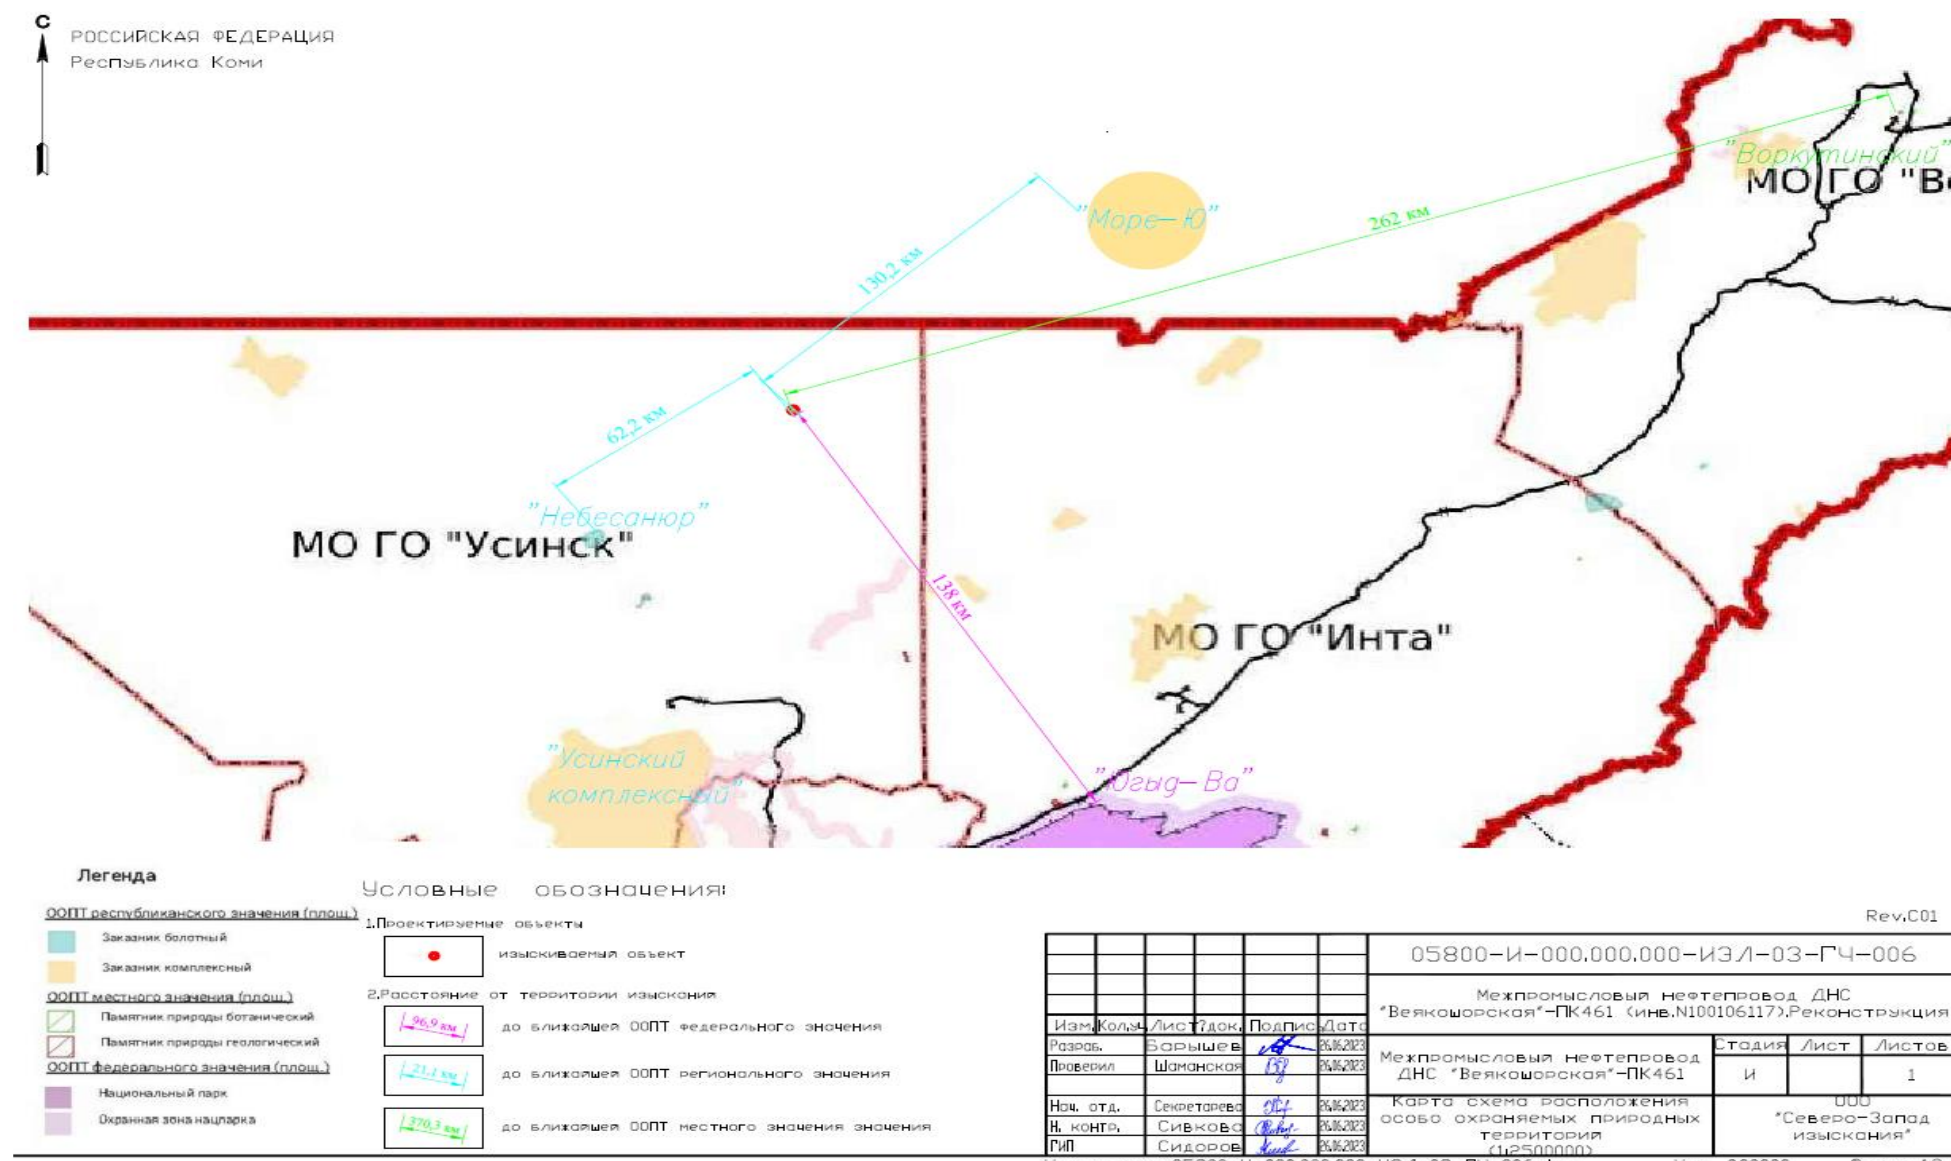 С
РОССИЙСКАЯ ФЕДЕРАЦИЯ
Республика Коми
"Воркутинский"
МО ГО "Во
"Море-Ю"
262 км
130,2 км
62,2 км
"Небесанюр"
МО ГО "Усинск"
138 км
МО ГО "Инта"
"Усинский
комплексный"
"Югыд-Ва"
Легенда
ООПТ республиканского значения (площ.)
Заказник болотный
Заказник комплексный
ООПТ местного значения (площ.)
Памятник природы ботанический
Памятник природы геологический
ООПТ федерального значения (площ.)
Национальный парк
Охранная зона нацпарка
Условные обозначения:
1.Проектируемые объекты
изыскиваемый объект
2.Расстояние от территории изыскания
96,9 км
до ближайшей ООПТ федерального значения
21,1 км
до ближайшей ООПТ регионального значения
370,3 км
до ближайшей ООПТ местного значения значения
Rev.C01
05800-И-000.000.000-ИЗЛ-03-ГЧ-006
Межпромысловый нефтепровод ДНС
"Веякошорская"-ПК461 (инв.N100106117).Реконструкция
Изм. Кол.уч Лист ?док. Подпись Дата
Разраб. Барышев 26.06.2023
Проверил Шаманская 26.06.2023
Нач. отд. Секретарева 26.06.2023
Н. контр. Сивкова 26.06.2023
ГИП Сидоров 26.06.2023
Межпромысловый нефтепровод
ДНС "Веякошорская"-ПК461
Стадия Лист Листов
И 1
Карта схема расположения
особо охраняемых природных
территорий
(1:2500000)
ООО
"Северо-Запад
изыскания"